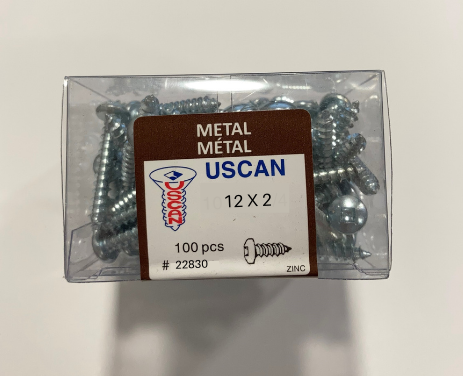 METAL
MÉTAL
USCAN
USCAN
12 X 2
100 pcs
# 22830
ZINC